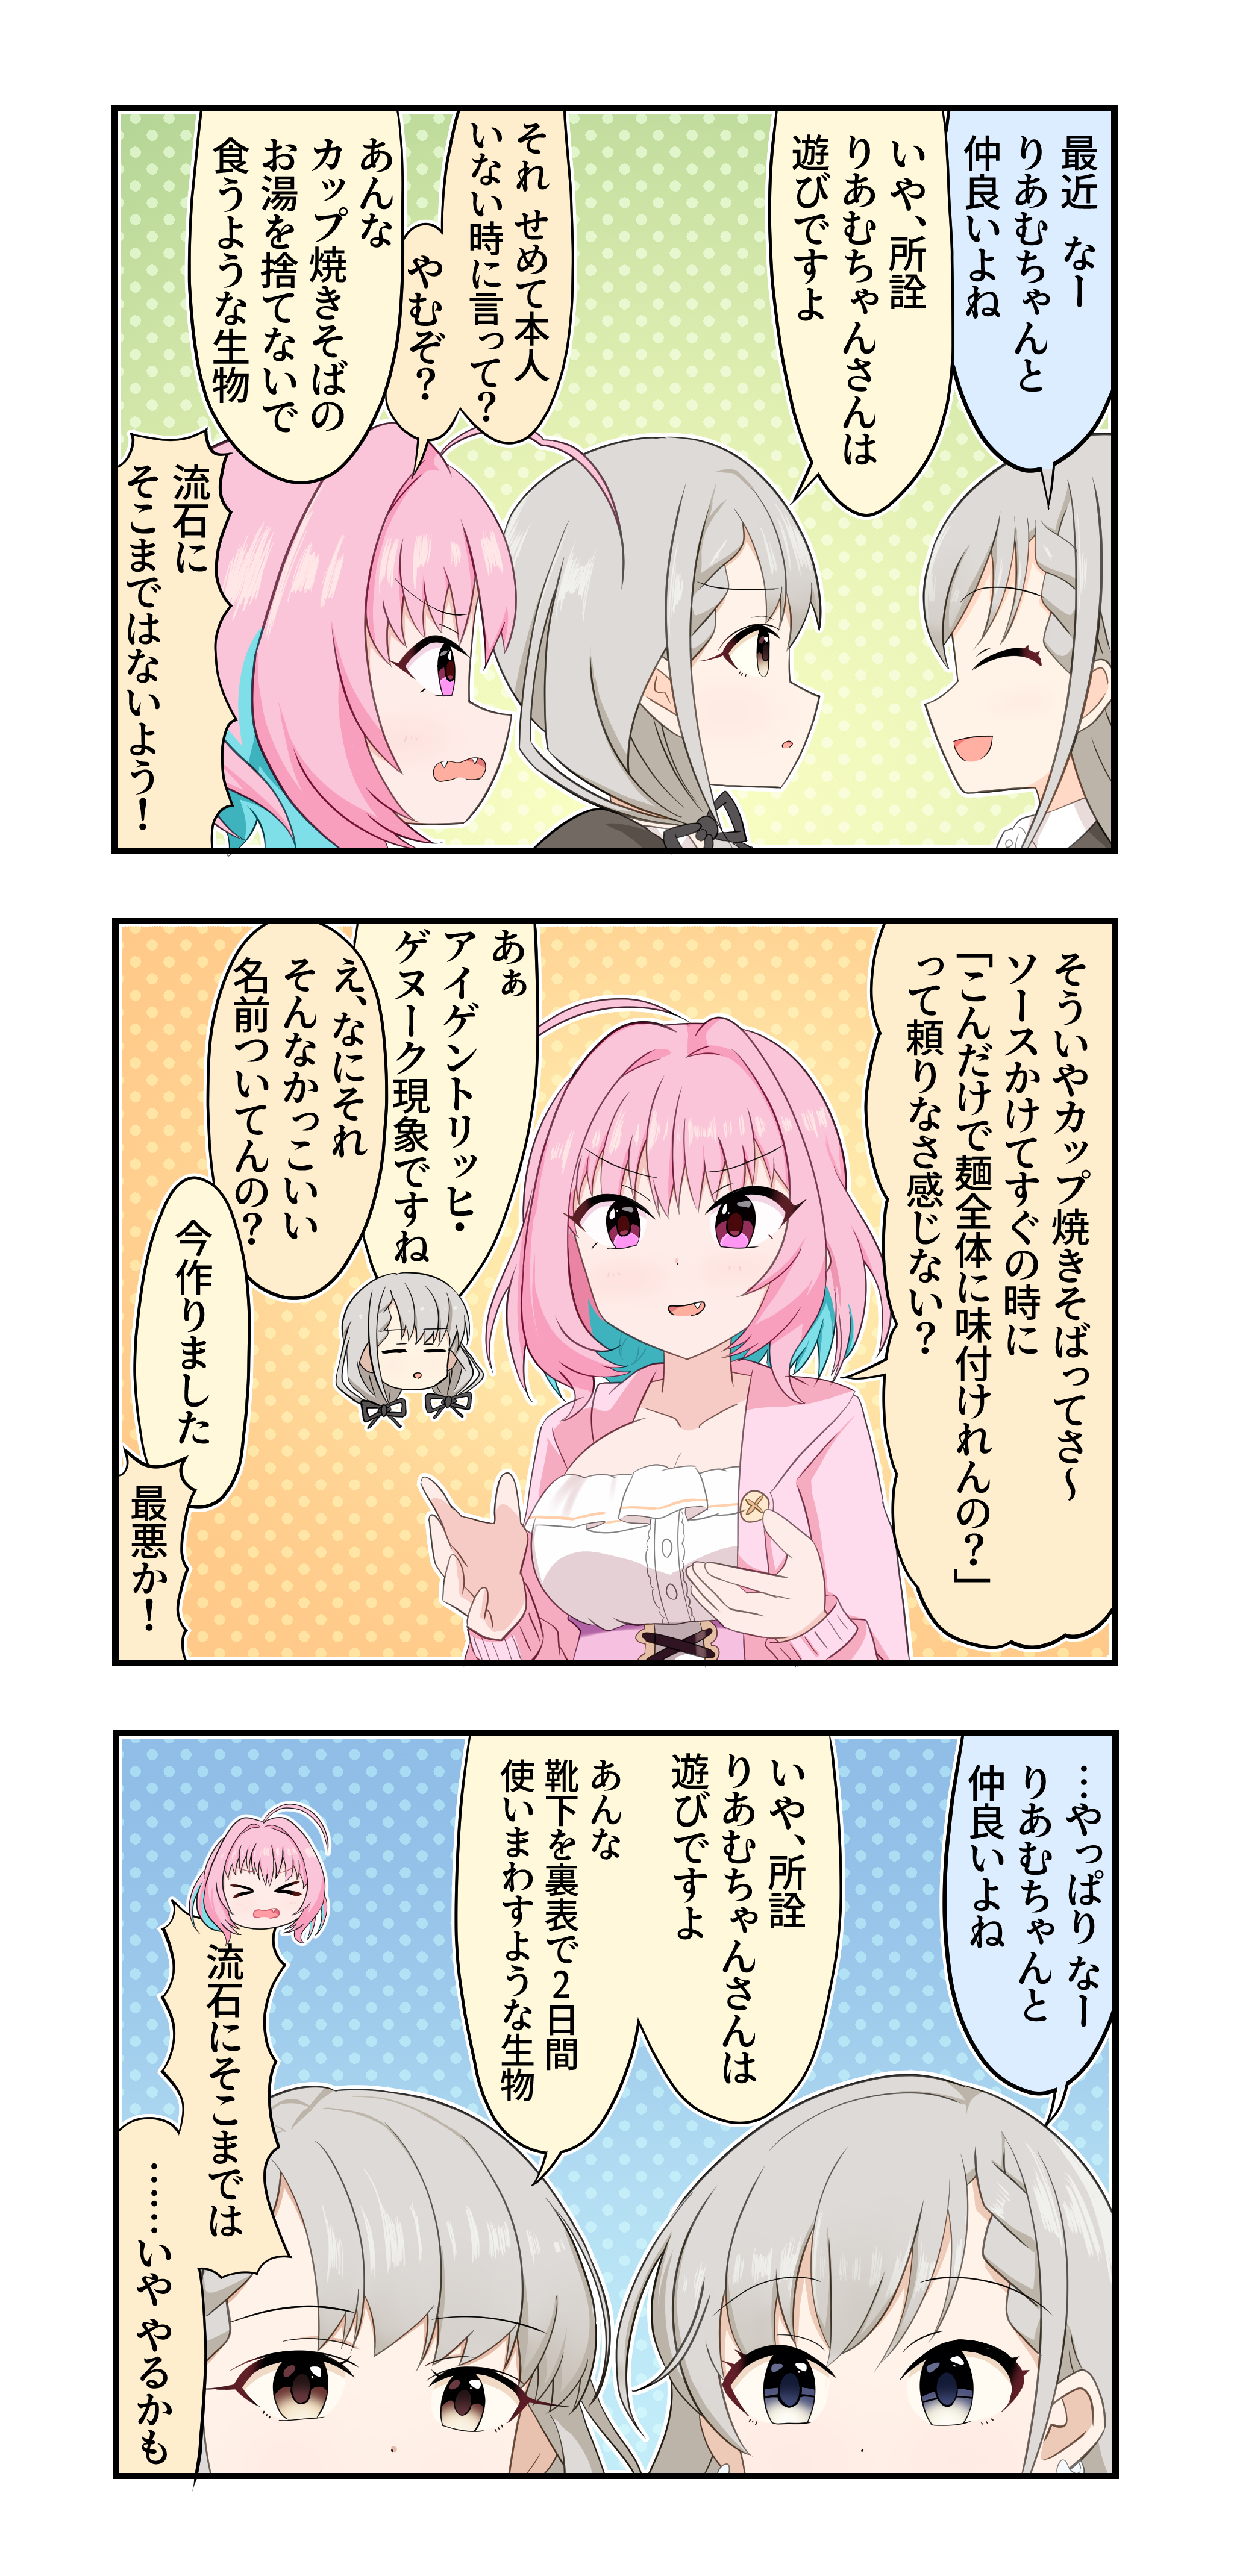 最近 なー
りあむちゃんと
仲良いよね
いや、所詮
りあむちゃんさんは
遊びですよ
それ せめて本人
いない時に言って？
やむぞ？
あんな
カップ焼きそばの
お湯を捨てないで
食うような生物
流石に
そこまではないよう！
そういやカップ焼きそばってさ～
ソースかけてすぐの時に
「こんだけで麺全体に味付けれんの？」
って頼りなさ感じない？
あぁ
アイゲントリッヒ・
ゲヌーク現象ですね
え、なにそれ
そんなかっこいい
名前ついてんの？
今作りました
最悪か！
…やっぱり なー
りあむちゃんと
仲良いよね
いや、所詮
りあむちゃんさんは
遊びですよ
あんな
靴下を裏表で2日間
使いまわすような生物
流石にそこまでは
……いや やるかも